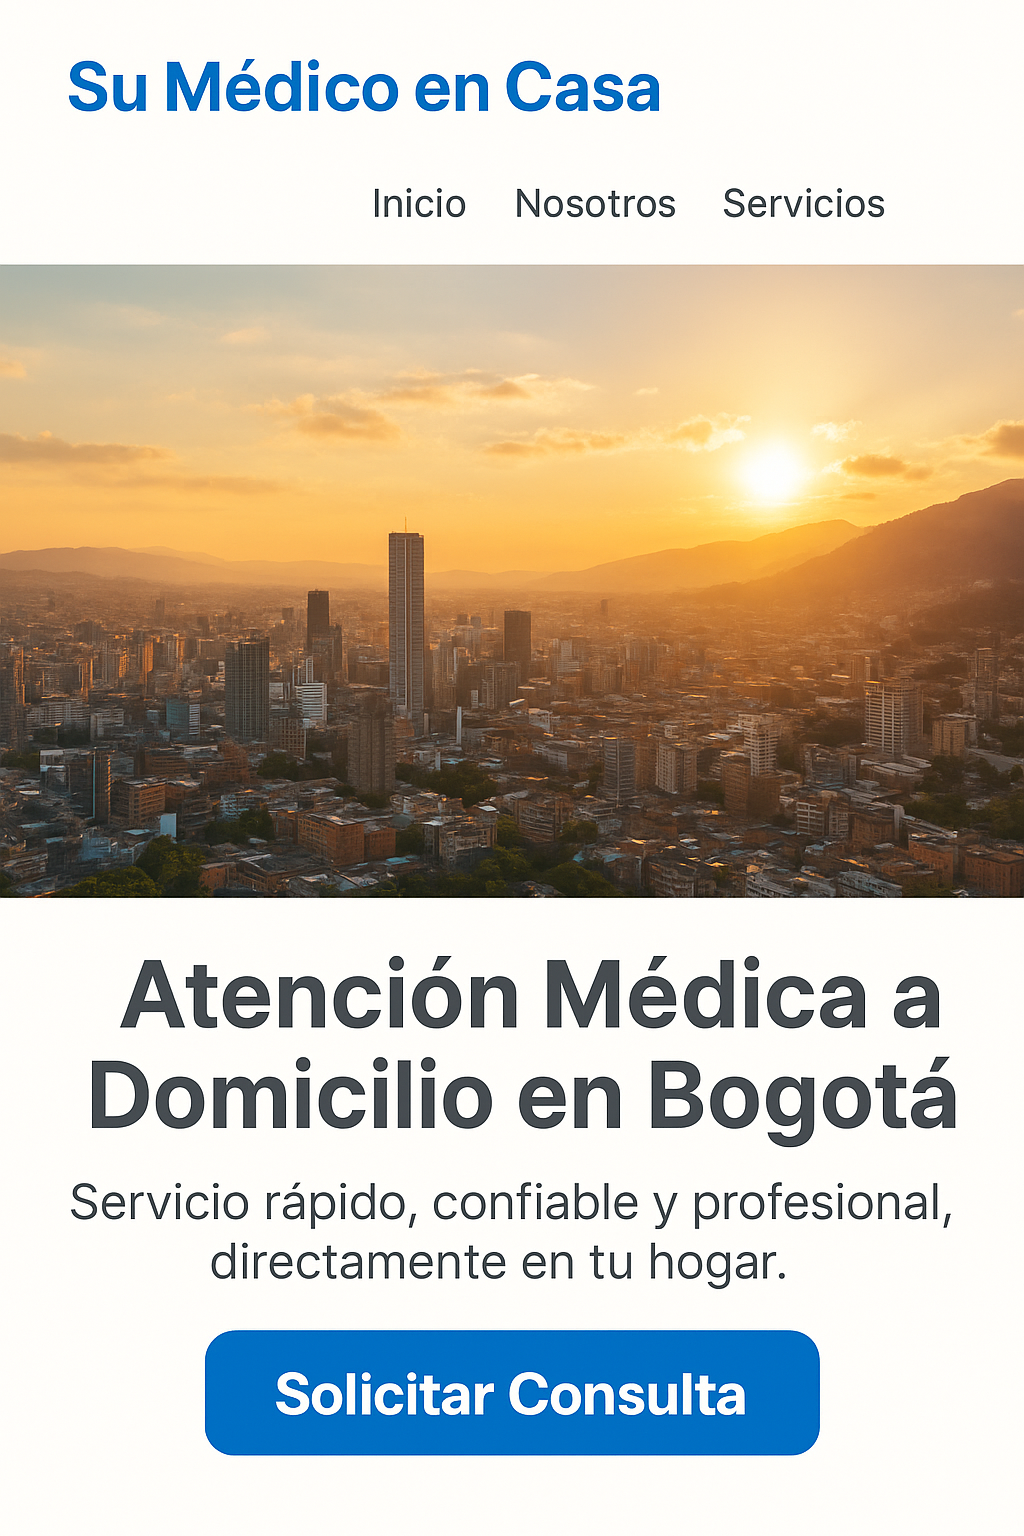 Su Médico en Casa
Inicio Nosotros Servicios
Atención Médica a
Domicilio en Bogotá
Servicio rápido, confiable y profesional,
directamente en tu hogar.
Solicitar Consulta